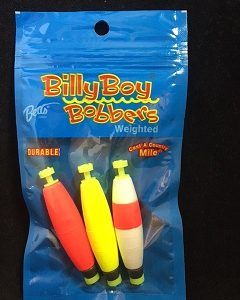 BillyBoy
Betts
Bobbers
Weighted
DURABLE
Cast A Country
Mile!